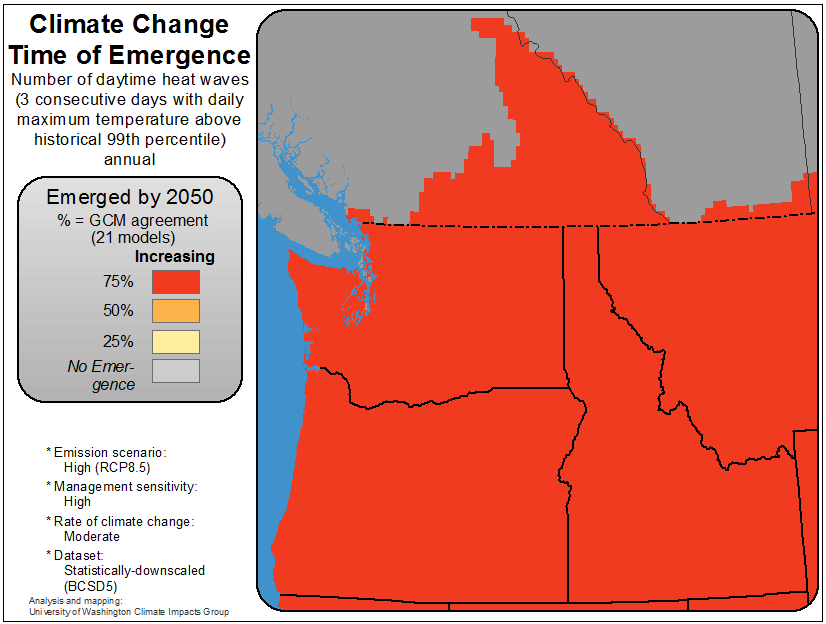 Climate Change
Time of Emergence
Number of daytime heat waves
(3 consecutive days with daily
maximum temperature above
historical 99th percentile)
annual
Emerged by 2050
% = GCM agreement
(21 models)
Increasing
75%
50%
25%
No Emer-
gence
* Emission scenario:
High (RCP8.5)
* Management sensitivity:
High
* Rate of climate change:
Moderate
* Dataset:
Statistically-downscaled
(BCSD5)
Analysis and mapping:
University of Washington Climate Impacts Group